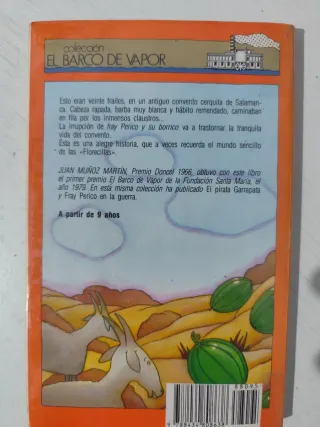 colección
EL BARCO DE VAPOR
Esto eran veinte frailes, en un antiguo convento cerquita de Salaman-
ca. Cabeza rapada, barba muy blanca y hábito remendado, caminaban
en fila por los inmensos claustros...
La irrupción de fray Perico y su borrico va a trastornar la tranquila
vida del convento.
Esta es una alegre historia, que a veces recuerda el mundo sencillo
de las «Florecillas».
JUAN MUÑOZ MARTÍN, Premio Doncel 1966, obtuvo con este libro
el primer premio El Barco de Vapor de la Fundación Santa María, el
año 1979. En esta misma colección ha publicado El pirata Garrapata
y Fray Perico en la guerra.
A partir de 9 años
9 788434 808638